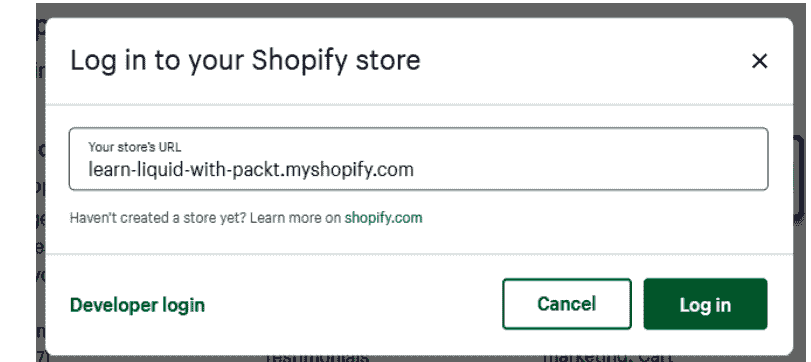 Log in to your Shopify store
Your store's URL
learn-liquid-with-packt.myshopify.com
Haven't created a store yet? Learn more on shopify.com
Developer login
Cancel
Log in